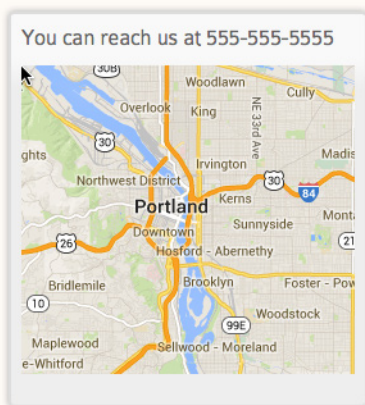 You can reach us at 555-555-5555
30B
Woodlawn
Cully
Overlook
King
NE 33rd Ave
30
ghts
Irvington
Madis
Northwest District
30
84
Portland
Kerns
Downtown
Sunnyside
Monta
26
21
Hosford - Abernethy
Bridlemile
Brooklyn
Foster - Pow
10
99E
Woodstock
Maplewood
Sellwood - Moreland
e-Whitford